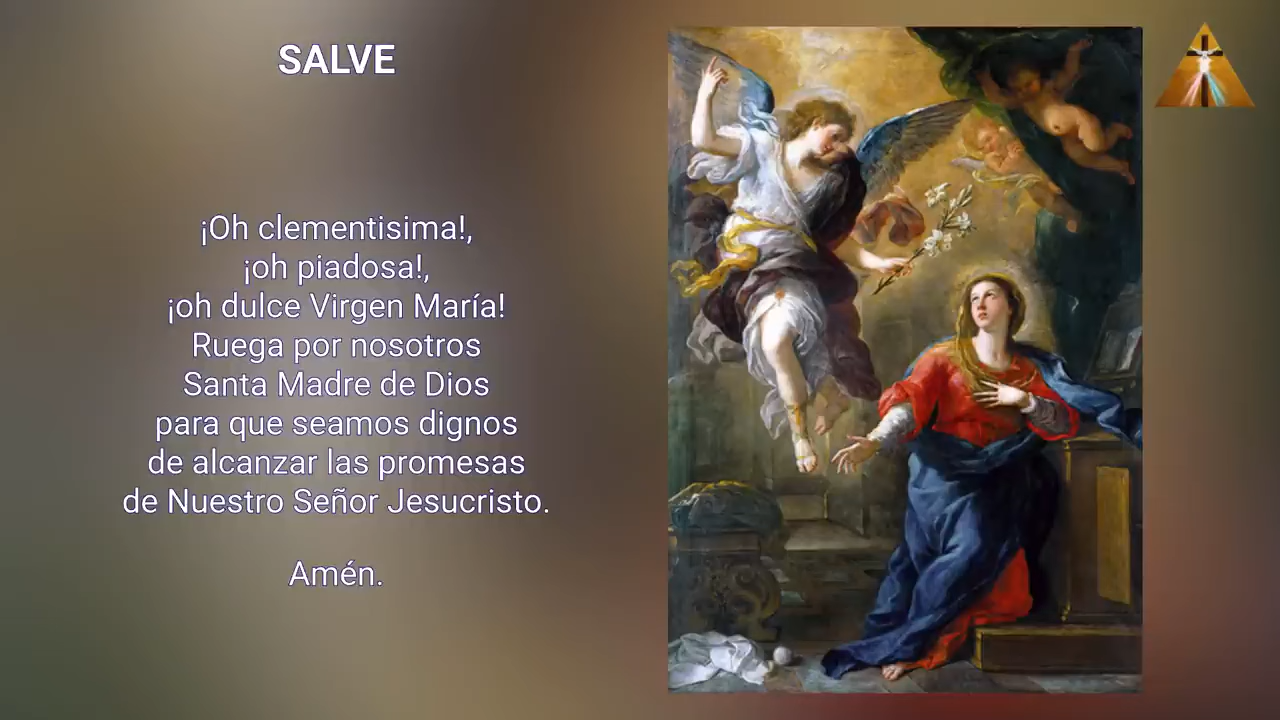 SALVE
¡Oh clementisima!,
¡oh piadosa!,
¡oh dulce Virgen María!
Ruega por nosotros
Santa Madre de Dios
para que seamos dignos
de alcanzar las promesas
de Nuestro Señor Jesucristo.
Amén.